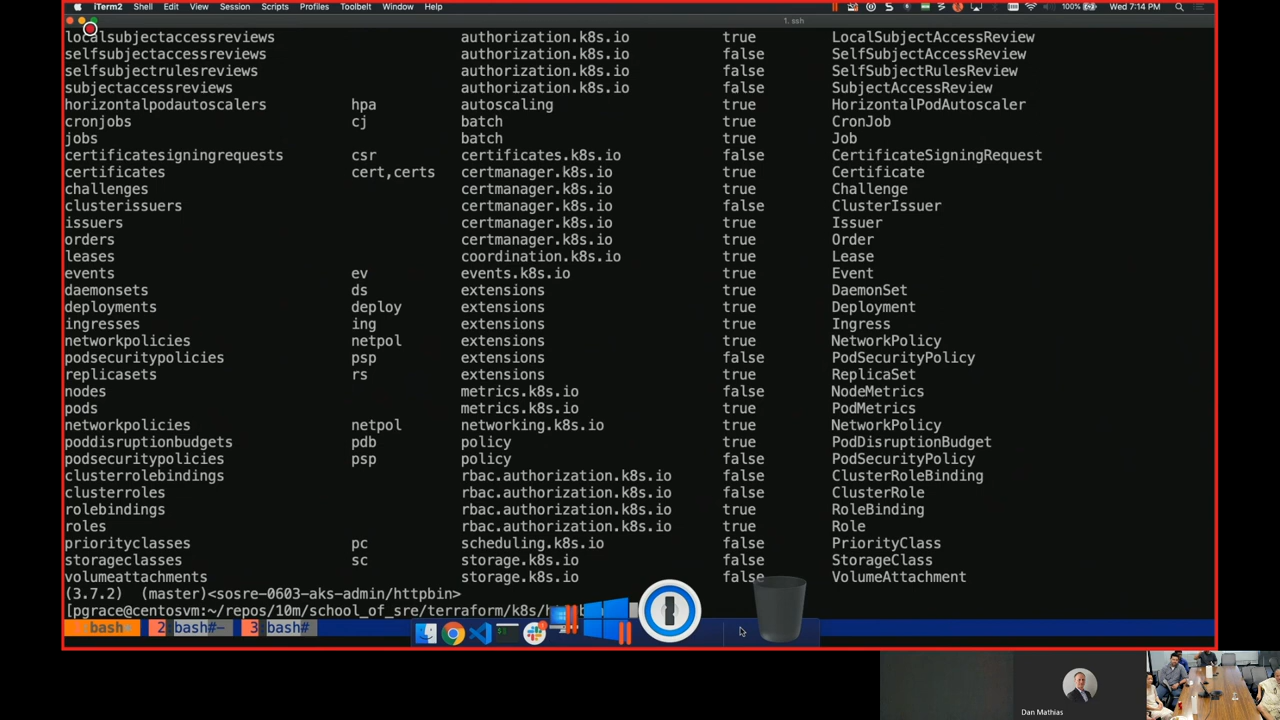 iTerm2 Shell Edit View Session Scripts Profiles Toolbelt Window Help 100% Wed 7:14 PM
1. ssh
localsubjectaccessreviews authorization.k8s.io true LocalSubjectAccessReview
selfsubjectaccessreviews authorization.k8s.io false SelfSubjectAccessReview
selfsubjectrulesreviews authorization.k8s.io false SelfSubjectRulesReview
subjectaccessreviews authorization.k8s.io false SubjectAccessReview
horizontalpodautoscalers hpa autoscaling true HorizontalPodAutoscaler
cronjobs cj batch true CronJob
jobs batch true Job
certificatesigningrequests csr certificates.k8s.io false CertificateSigningRequest
certificates cert,certs certmanager.k8s.io true Certificate
challenges certmanager.k8s.io true Challenge
clusterissuers certmanager.k8s.io false ClusterIssuer
issuers certmanager.k8s.io true Issuer
orders certmanager.k8s.io true Order
leases coordination.k8s.io true Lease
events ev events.k8s.io true Event
daemonsets ds extensions true DaemonSet
deployments deploy extensions true Deployment
ingresses ing extensions true Ingress
networkpolicies netpol extensions true NetworkPolicy
podsecuritypolicies psp extensions false PodSecurityPolicy
replicasets rs extensions true ReplicaSet
nodes metrics.k8s.io false NodeMetrics
pods metrics.k8s.io true PodMetrics
networkpolicies netpol networking.k8s.io true NetworkPolicy
poddisruptionbudgets pdb policy true PodDisruptionBudget
podsecuritypolicies psp policy false PodSecurityPolicy
clusterrolebindings rbac.authorization.k8s.io false ClusterRoleBinding
clusterroles rbac.authorization.k8s.io false ClusterRole
rolebindings rbac.authorization.k8s.io true RoleBinding
roles rbac.authorization.k8s.io true Role
priorityclasses pc scheduling.k8s.io false PriorityClass
storageclasses sc storage.k8s.io false StorageClass
volumeattachments storage.k8s.io false VolumeAttachment
(3.7.2) (master)<sosre-0603-aks-admin/httpbin>
[pgrace@centosvm:~/repos/10m/school_of_sre/terraform/k8s/
bash 2 bash#- 3 bash#
Dan Mathias